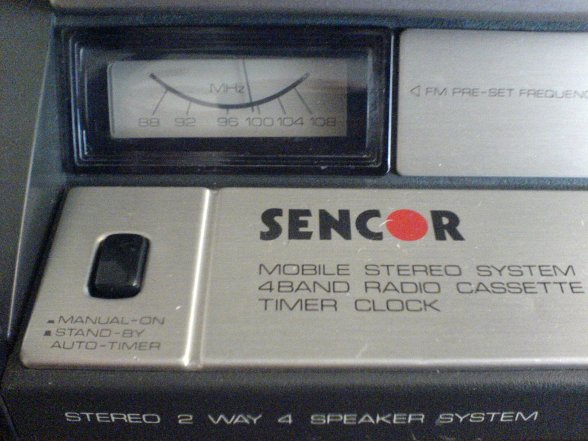 MHz
88 92 96 100 104 108
◁ FM PRE-SET FREQUENC
SENCOR
MOBILE STEREO SYSTEM
4BAND RADIO CASSETTE
TIMER CLOCK
MANUAL-ON
STAND-BY
AUTO-TIMER
STEREO 2 WAY 4 SPEAKER SYSTEM